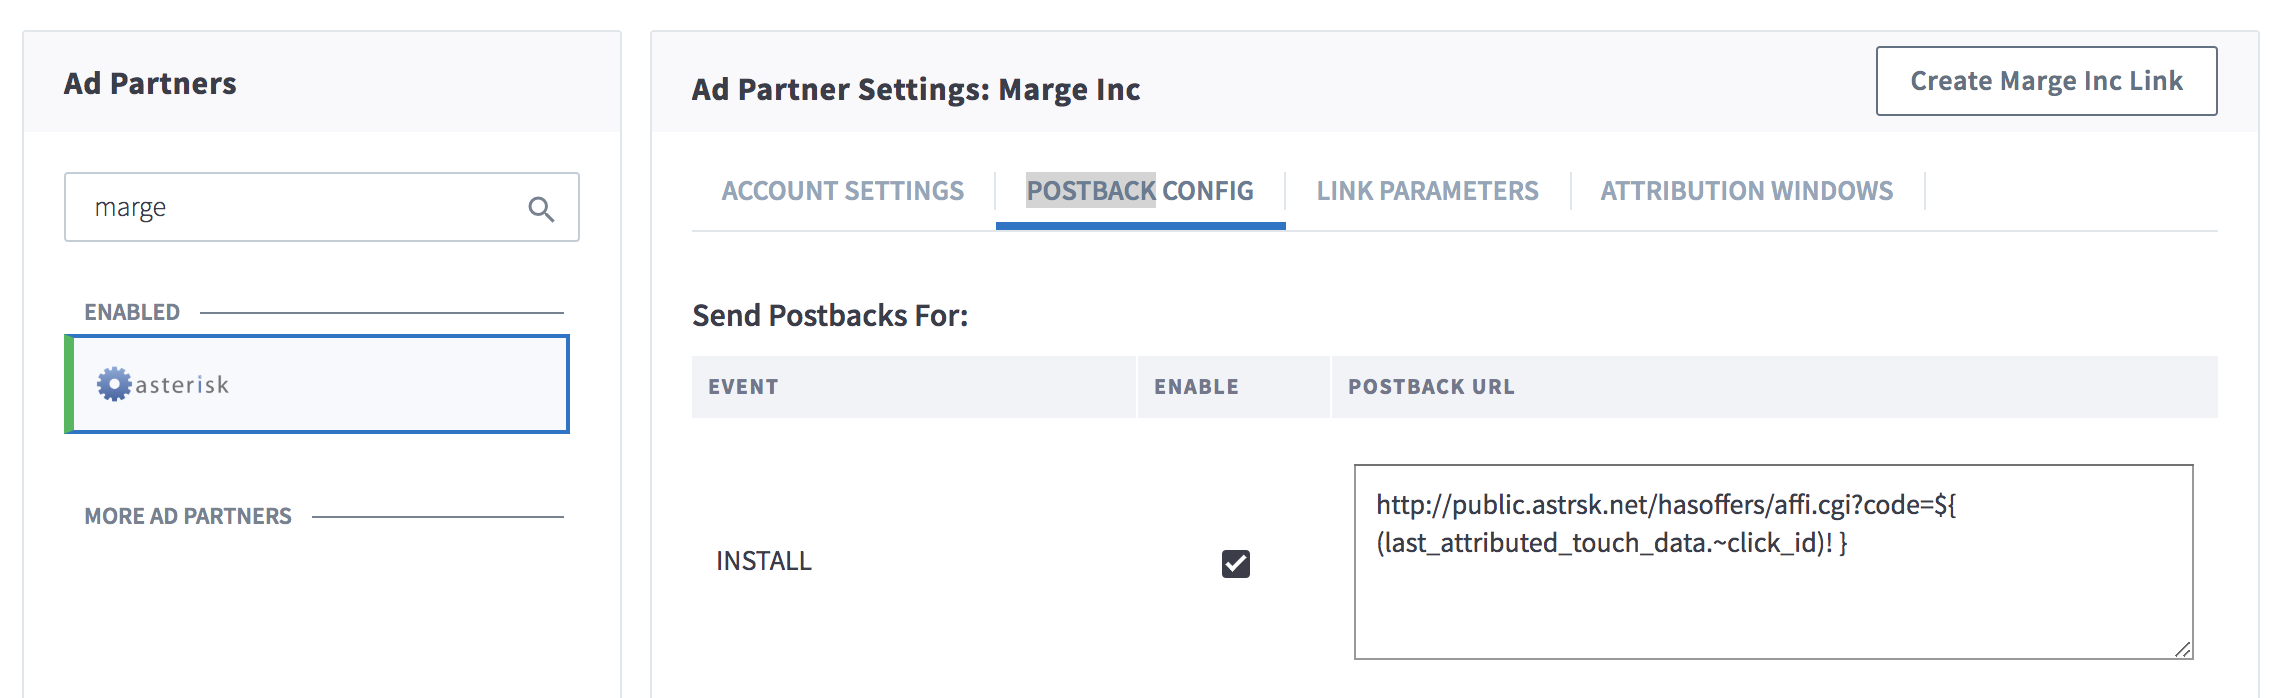 Ad Partners
marge
ENABLED
asterisk
MORE AD PARTNERS
Ad Partner Settings: Marge Inc
Create Marge Inc Link
ACCOUNT SETTINGS
POSTBACK CONFIG
LINK PARAMETERS
ATTRIBUTION WINDOWS
Send Postbacks For:
EVENT
ENABLE
POSTBACK URL
INSTALL
http://public.astrsk.net/hasoffers/affi.cgi?code=${
(last_attributed_touch_data.~click_id)! }